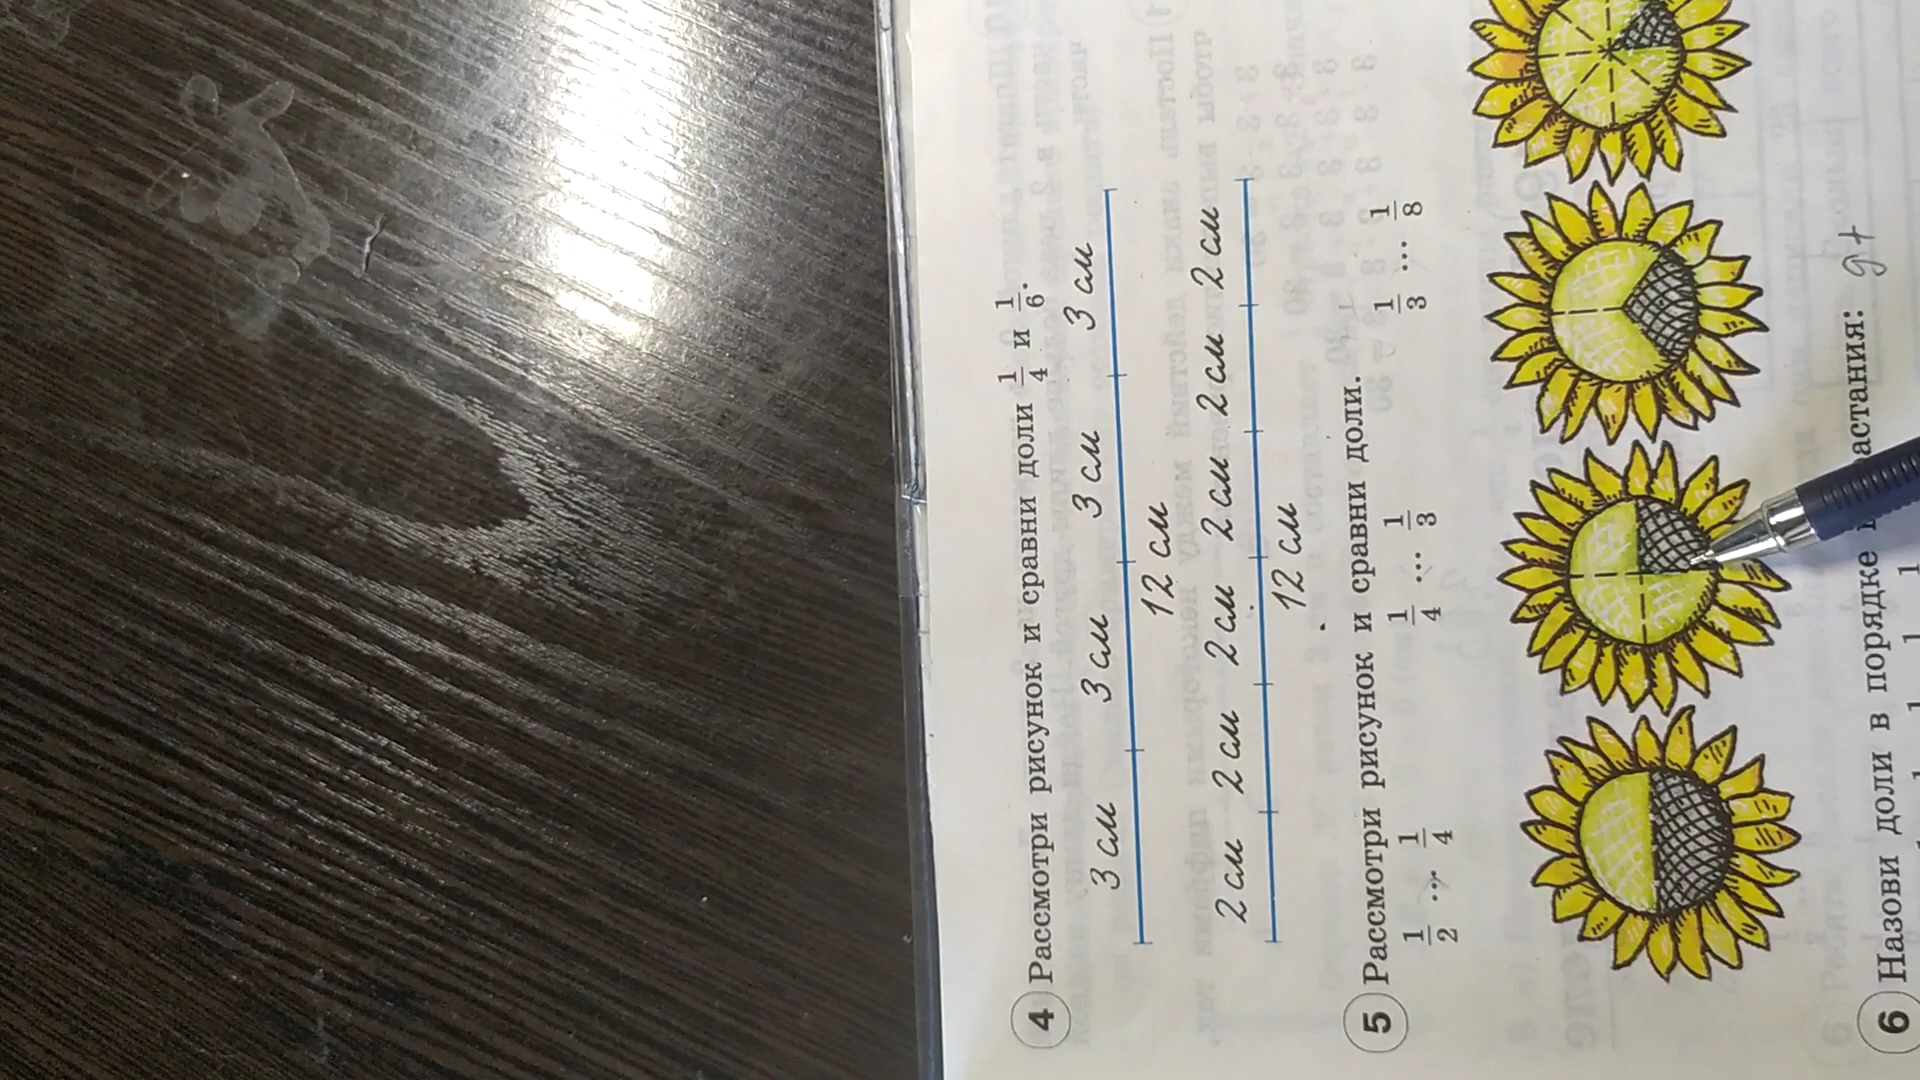 4 Рассмотри рисунок и сравни доли 1/4 и 1/6.
3 см 3 см 3 см 3 см
12 см
2 см 2 см 2 см 2 см 2 см 2 см
12 см
5 Рассмотри рисунок и сравни доли.
1/2 ... 1/4 1/4 ... 1/3 1/3 ... 1/8
6 Назови доли в порядке астания: